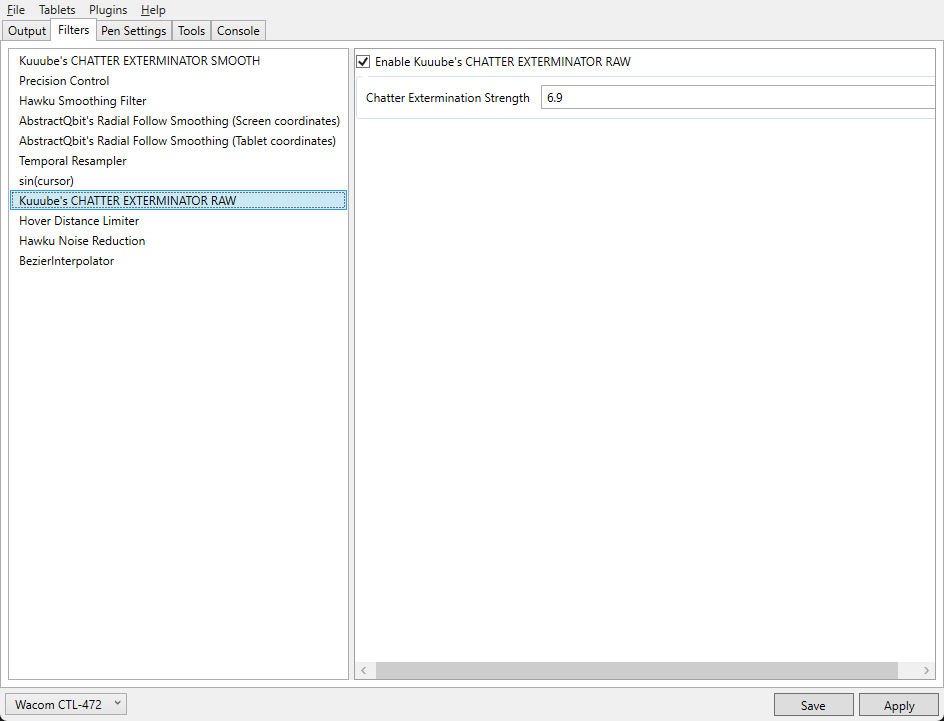 File Tablets Plugins Help
Output Filters Pen Settings Tools Console
Kuuube's CHATTER EXTERMINATOR SMOOTH
Precision Control
Hawku Smoothing Filter
AbstractQbit's Radial Follow Smoothing (Screen coordinates)
AbstractQbit's Radial Follow Smoothing (Tablet coordinates)
Temporal Resampler
sin(cursor)
Kuuube's CHATTER EXTERMINATOR RAW
Hover Distance Limiter
Hawku Noise Reduction
BezierInterpolator
Enable Kuuube's CHATTER EXTERMINATOR RAW
Chatter Extermination Strength 6.9
Wacom CTL-472 Save Apply